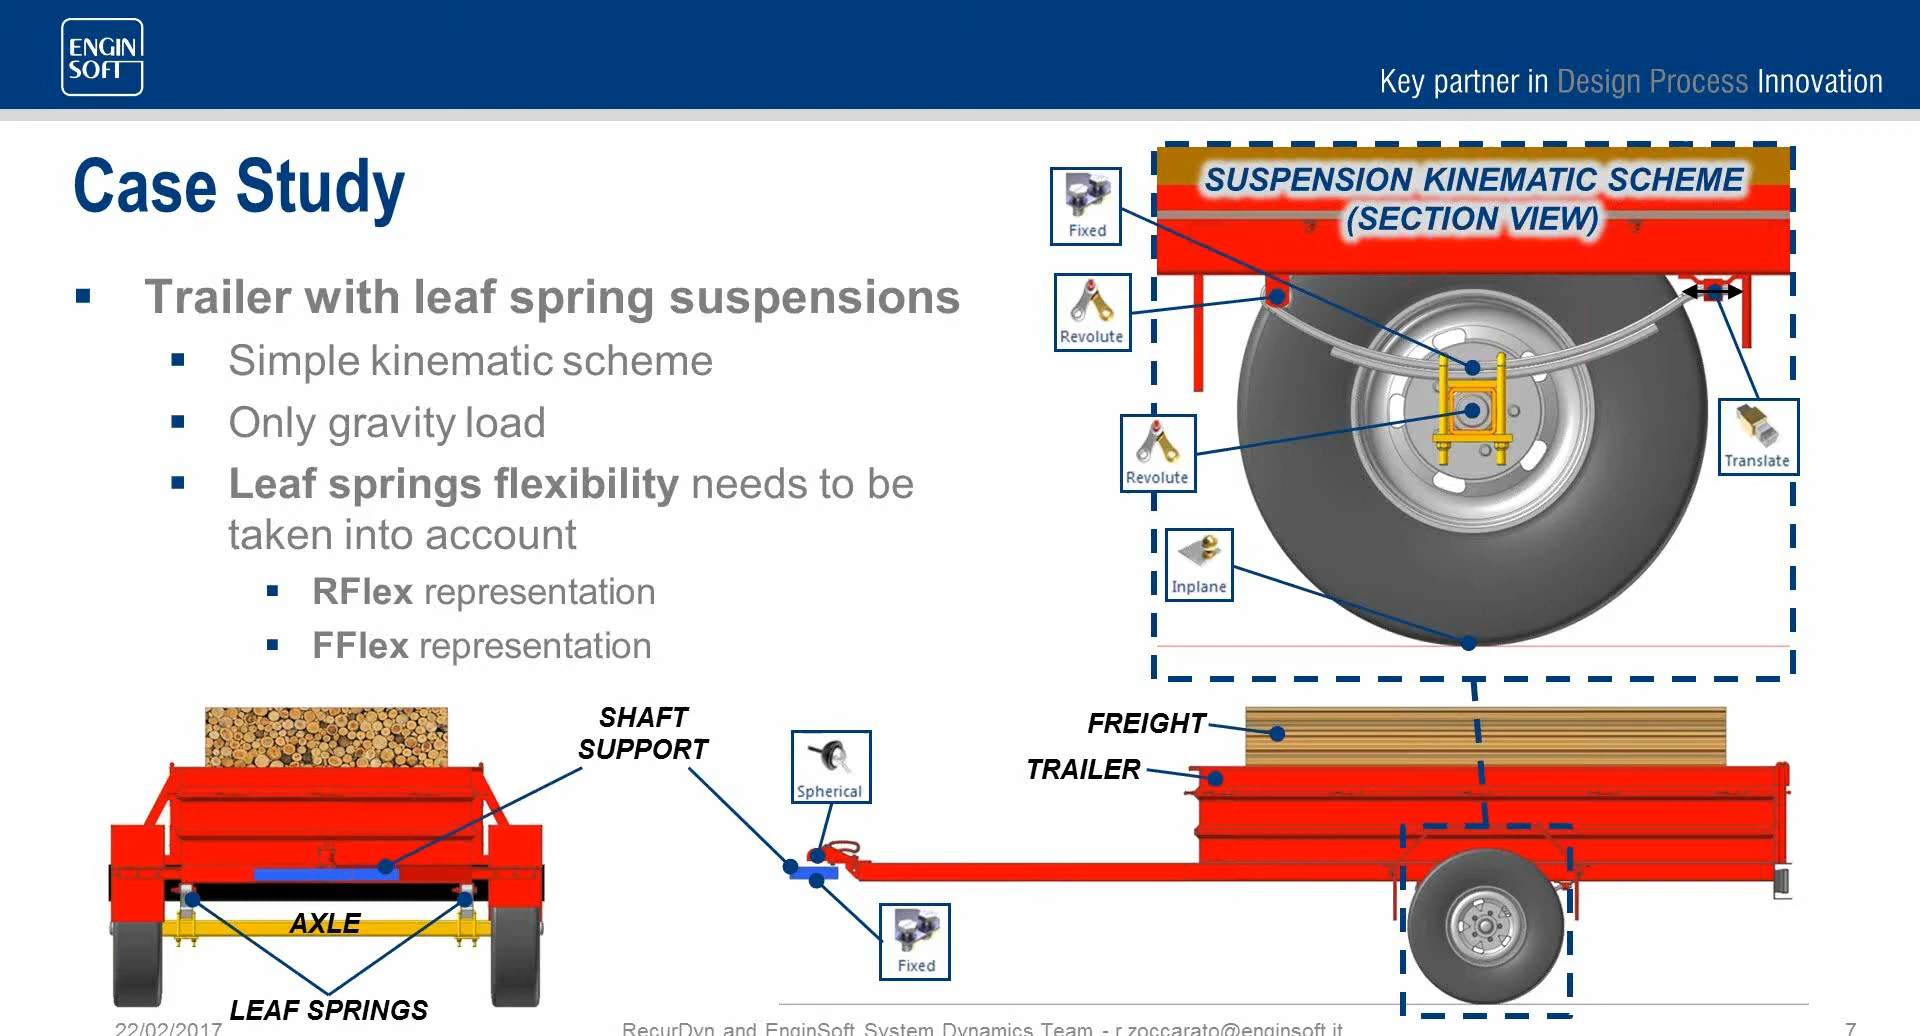 ENGIN
SOFT
Key partner in Design Process Innovation
Case Study
Trailer with leaf spring suspensions
Simple kinematic scheme
Only gravity load
Leaf springs flexibility needs to be
taken into account
RFlex representation
FFlex representation
SUSPENSION KINEMATIC SCHEME
(SECTION VIEW)
Fixed
Revolute
Revolute
Translate
Inplane
SHAFT
SUPPORT
FREIGHT
TRAILER
Spherical
Fixed
AXLE
LEAF SPRINGS
22/02/2017
RecurDyn and EnginSoft System Dynamics Team - r.zoccarato@enginsoft.it
7